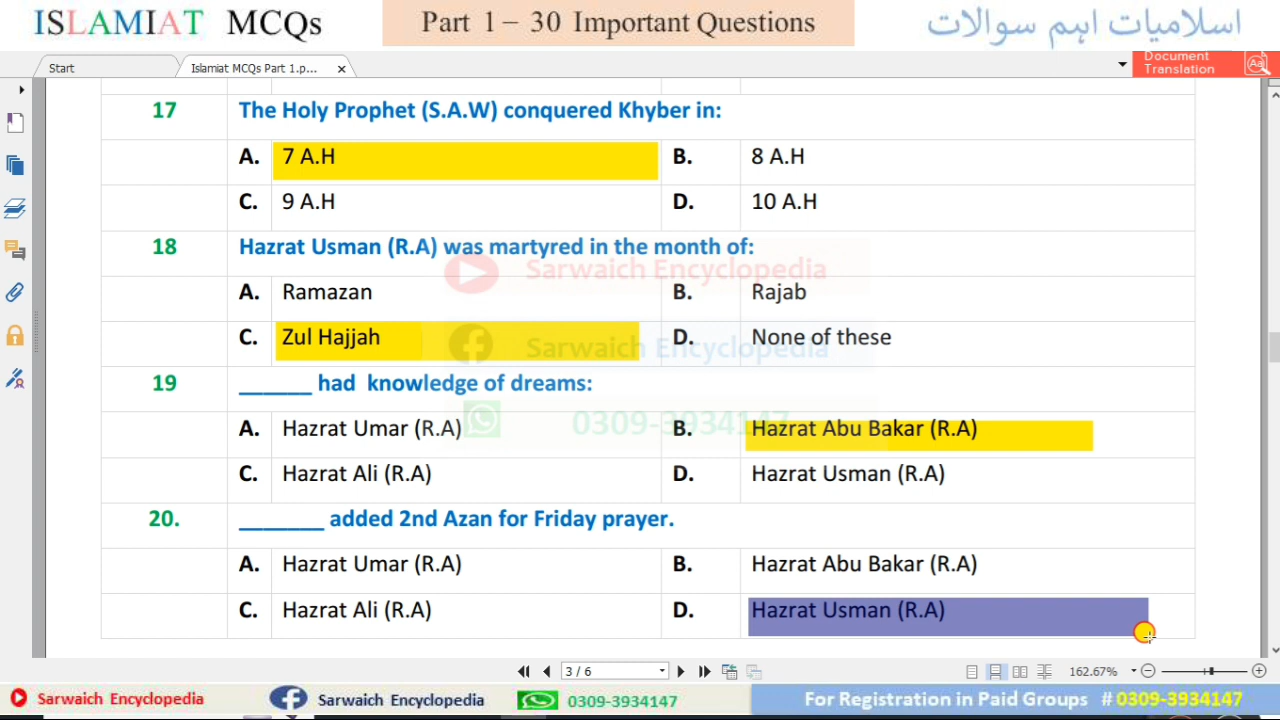 ISLAMIAT MCQs Part 1 – 30 Important Questions اسلامیات اہم سوالات
Start Islamiat MCQs Part 1.p... x Document
Translation Aa
17 The Holy Prophet (S.A.W) conquered Khyber in:
A. 7 A.H B. 8 A.H
C. 9 A.H D. 10 A.H
18 Hazrat Usman (R.A) was martyred in the month of:
Sarwaich Encyclopedia
A. Ramazan B. Rajab
C. Zul Hajjah D. None of these
Sarwaich Encyclopedia
19 ______ had knowledge of dreams:
0309-3934147
A. Hazrat Umar (R.A) B. Hazrat Abu Bakar (R.A)
C. Hazrat Ali (R.A) D. Hazrat Usman (R.A)
20. _______ added 2nd Azan for Friday prayer.
A. Hazrat Umar (R.A) B. Hazrat Abu Bakar (R.A)
C. Hazrat Ali (R.A) D. Hazrat Usman (R.A)
3 / 6 162.67%
Sarwaich Encyclopedia Sarwaich Encyclopedia 0309-3934147 For Registration in Paid Groups # 0309-3934147